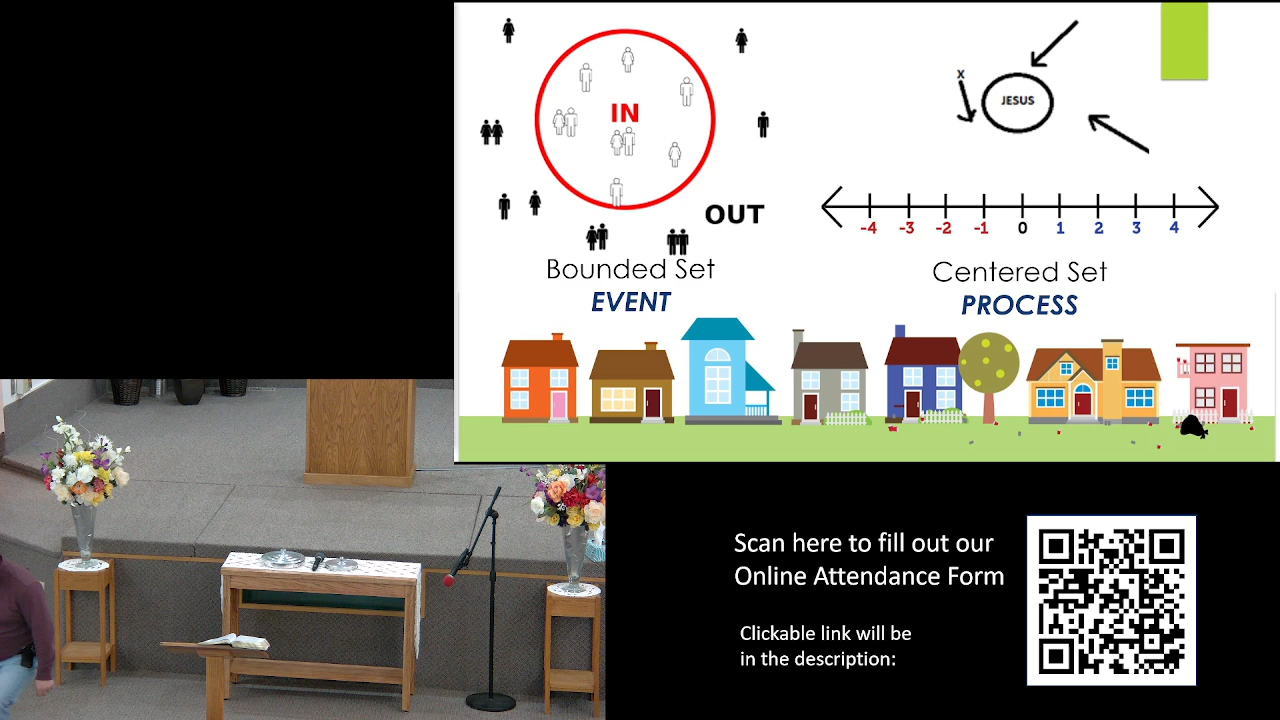 IN
OUT
Bounded Set
EVENT
X
JESUS
-4 -3 -2 -1 0 1 2 3 4
Centered Set
PROCESS
Scan here to fill out our
Online Attendance Form
Clickable link will be
in the description: